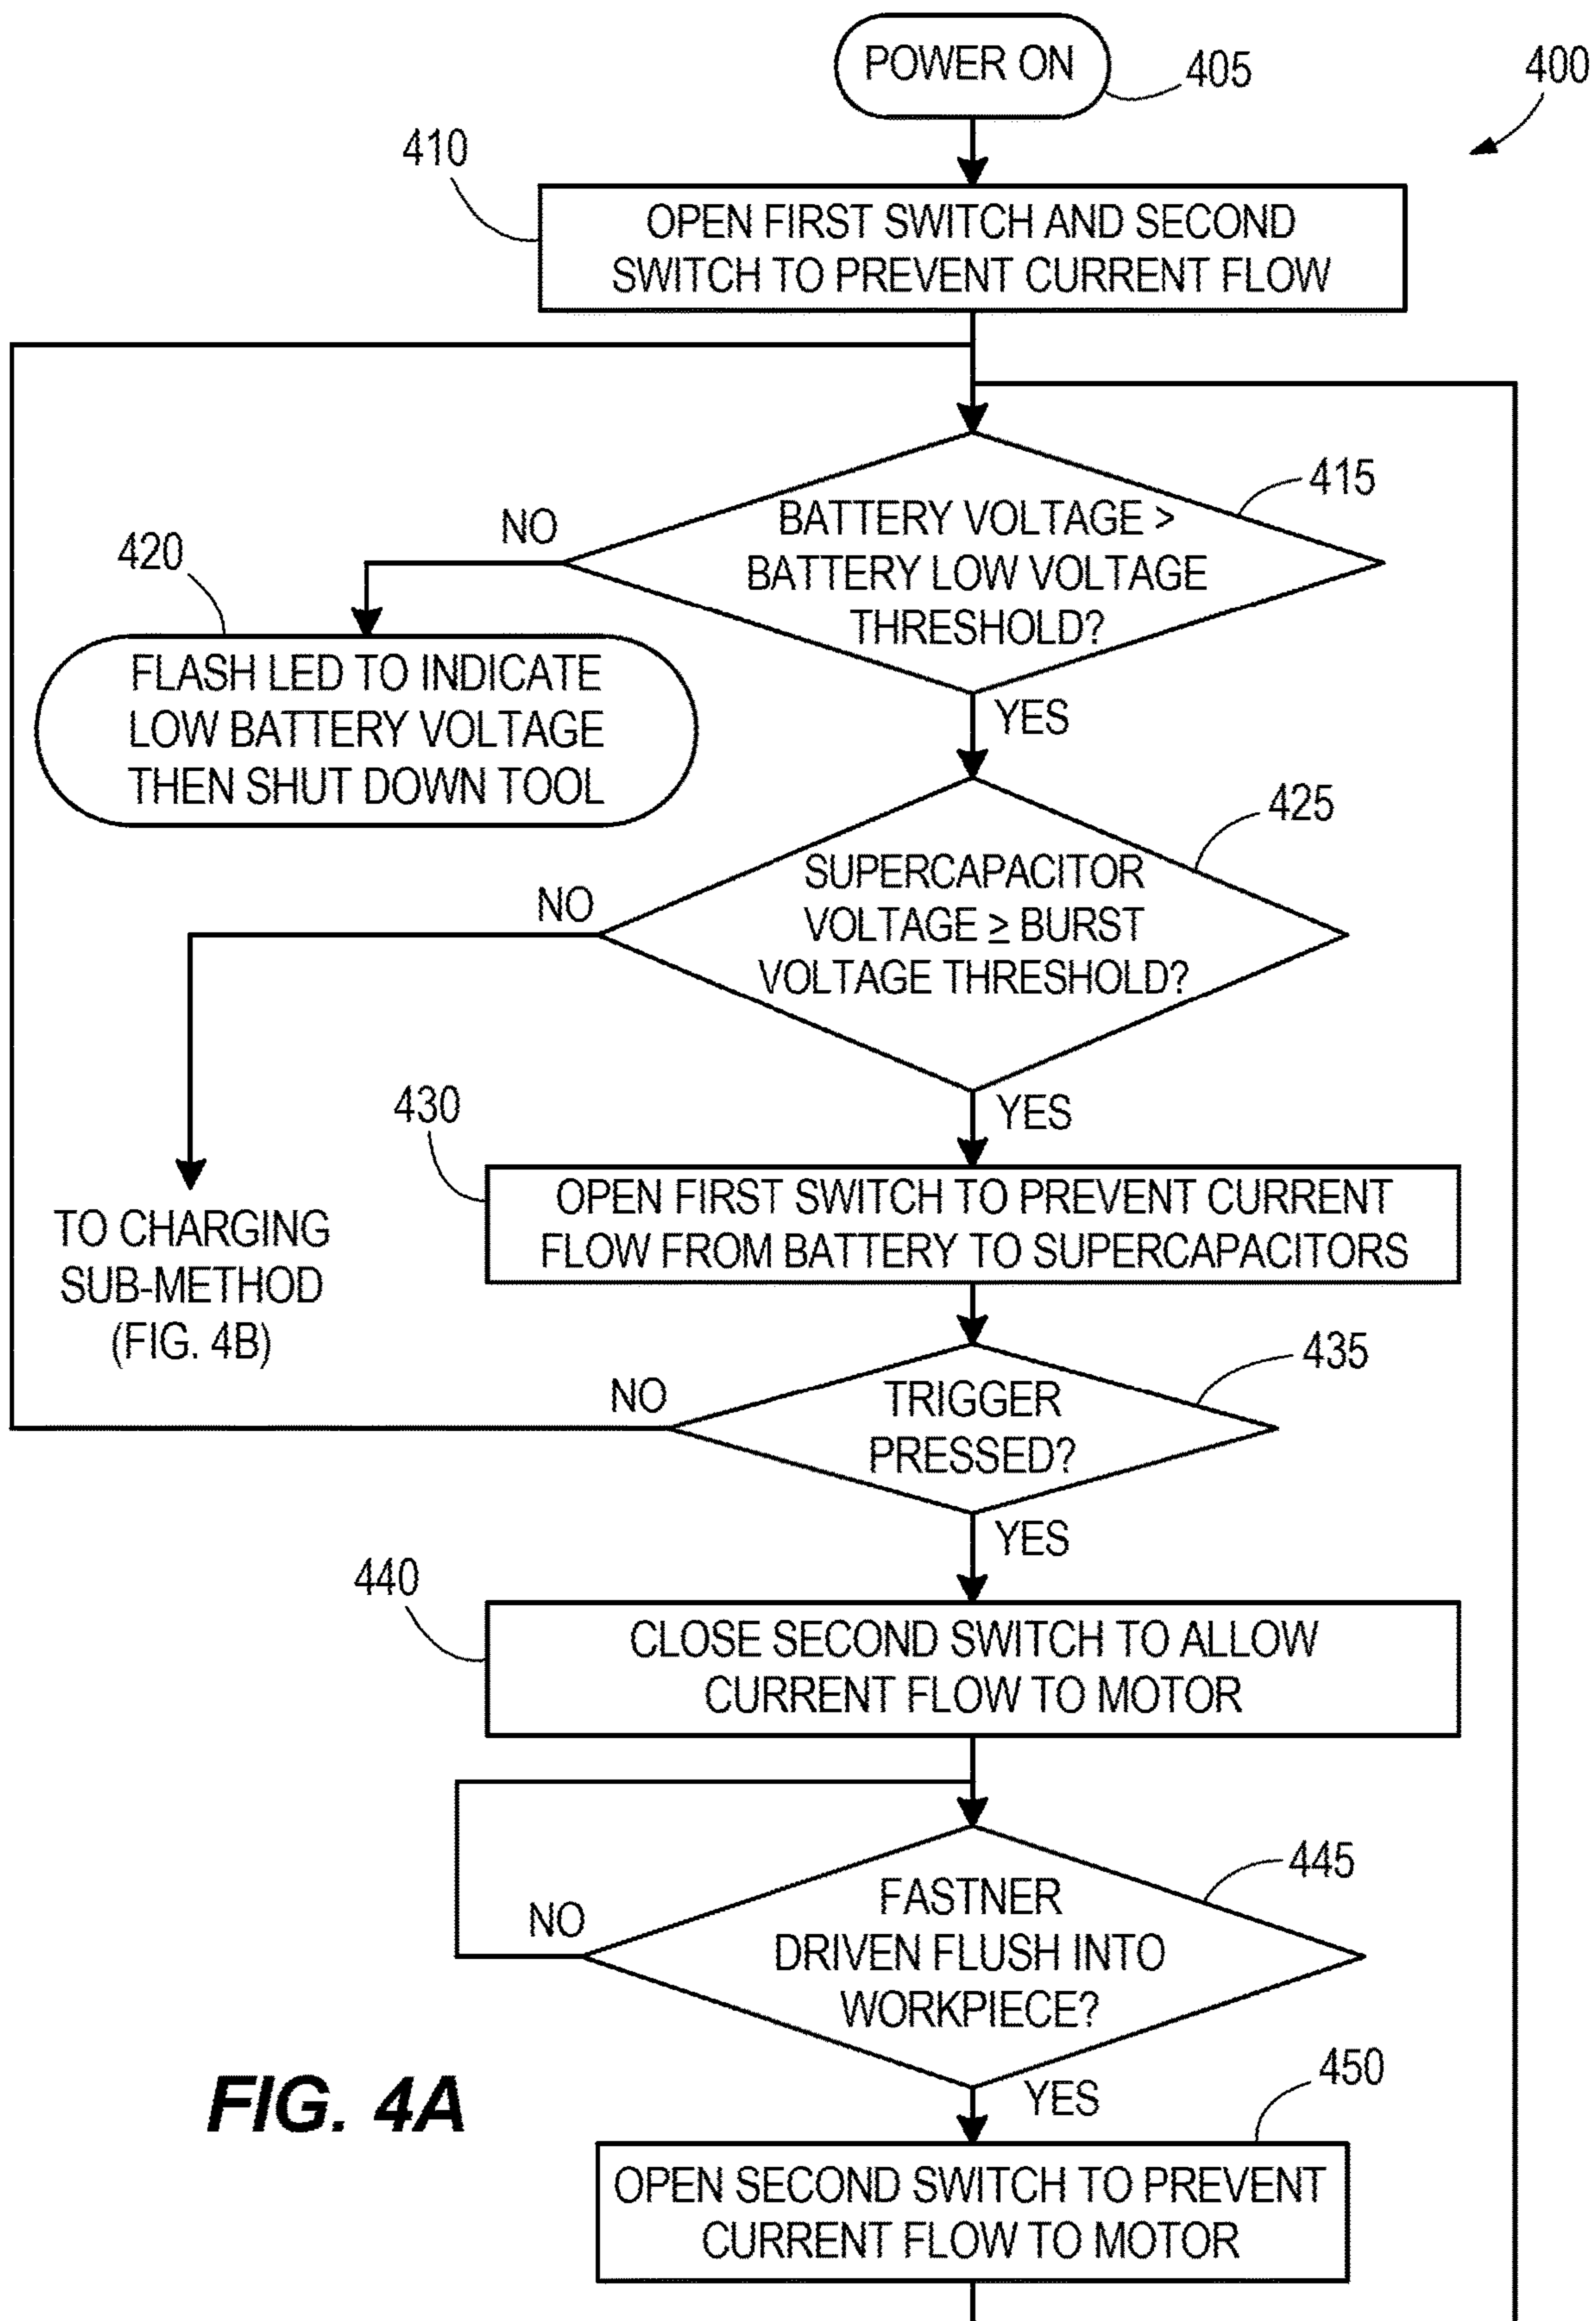 POWER ON
405
400
410
OPEN FIRST SWITCH AND SECOND
SWITCH TO PREVENT CURRENT FLOW
415
NO
BATTERY VOLTAGE >
BATTERY LOW VOLTAGE
THRESHOLD?
420
FLASH LED TO INDICATE
LOW BATTERY VOLTAGE
THEN SHUT DOWN TOOL
YES
425
NO
SUPERCAPACITOR
VOLTAGE ≥ BURST
VOLTAGE THRESHOLD?
YES
430
OPEN FIRST SWITCH TO PREVENT CURRENT
FLOW FROM BATTERY TO SUPERCAPACITORS
TO CHARGING
SUB-METHOD
(FIG. 4B)
435
NO
TRIGGER
PRESSED?
YES
440
CLOSE SECOND SWITCH TO ALLOW
CURRENT FLOW TO MOTOR
445
NO
FASTNER
DRIVEN FLUSH INTO
WORKPIECE?
YES
450
OPEN SECOND SWITCH TO PREVENT
CURRENT FLOW TO MOTOR
FIG. 4A